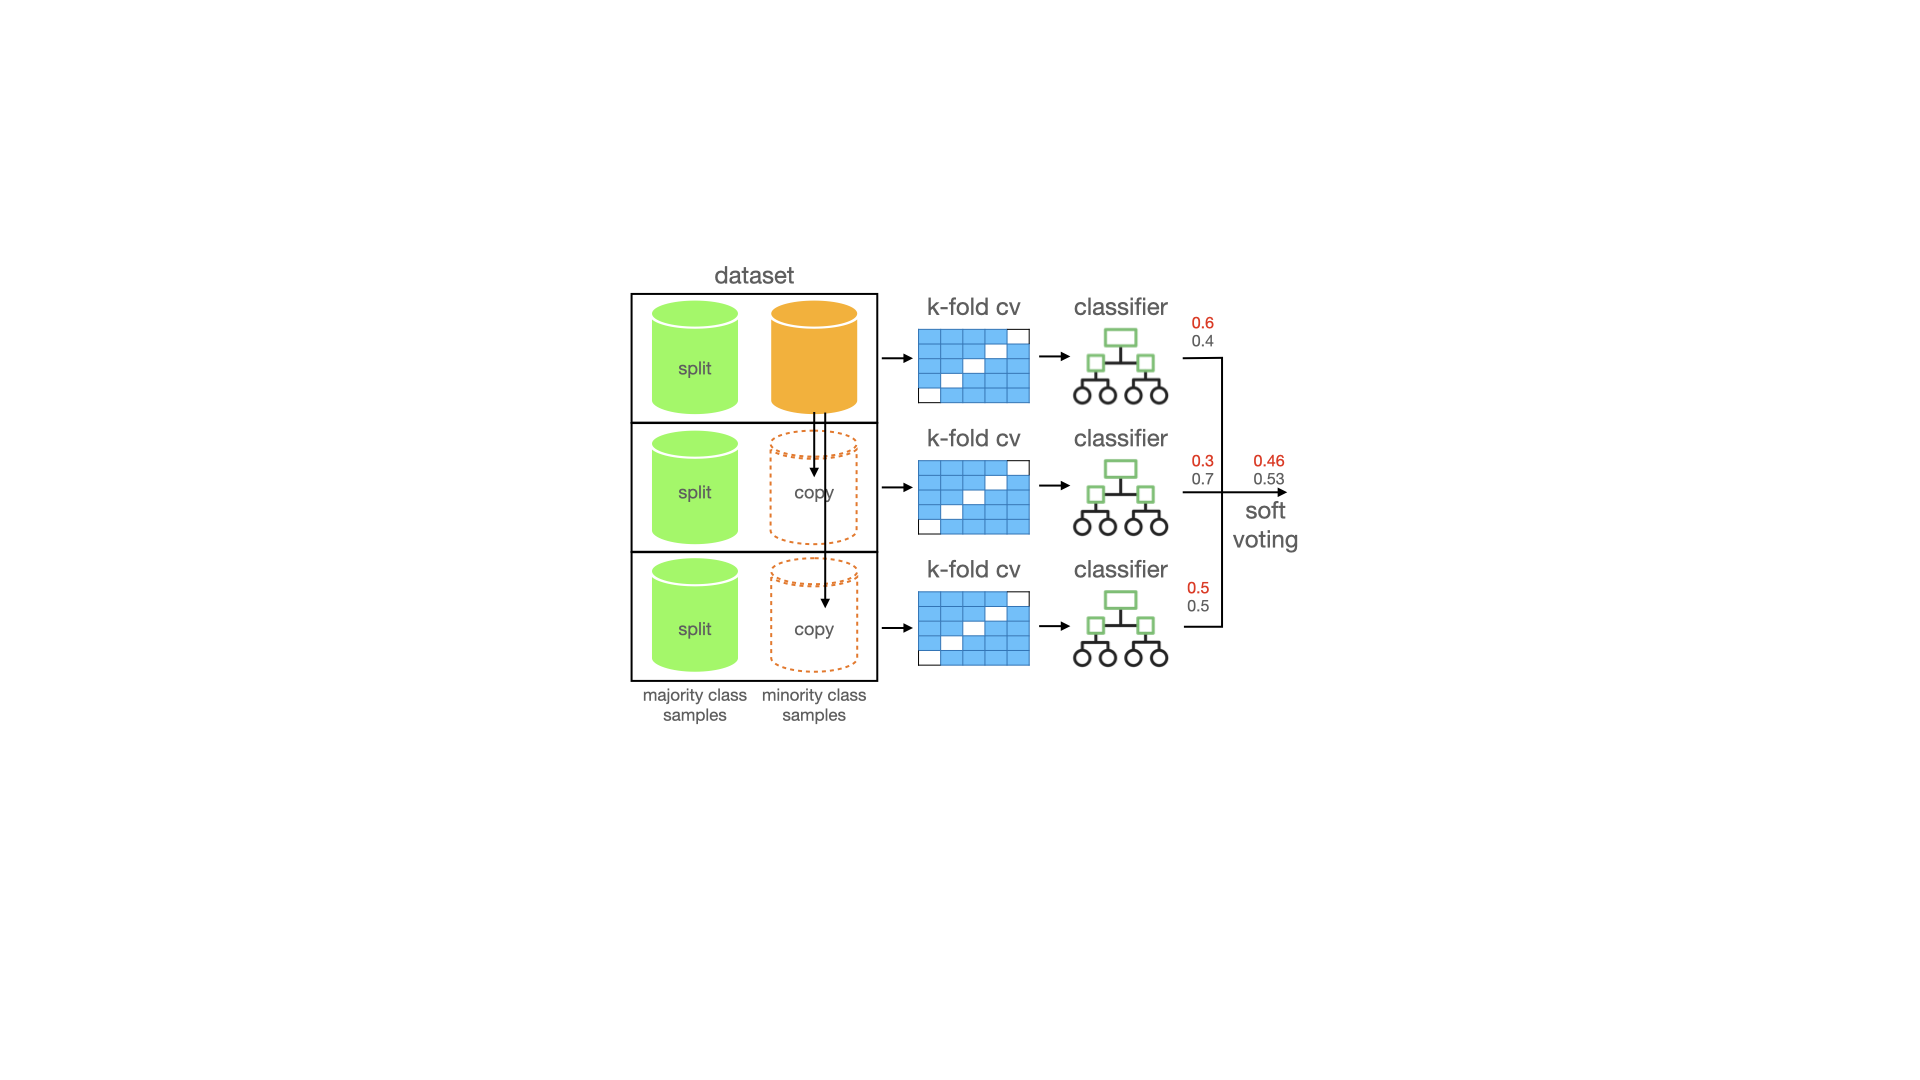 dataset
k-fold cv
classifier
split
0.6
0.4
k-fold cv
classifier
split
copy
0.3
0.7
0.46
0.53
soft
voting
k-fold cv
classifier
split
copy
0.5
0.5
majority class
samples
minority class
samples